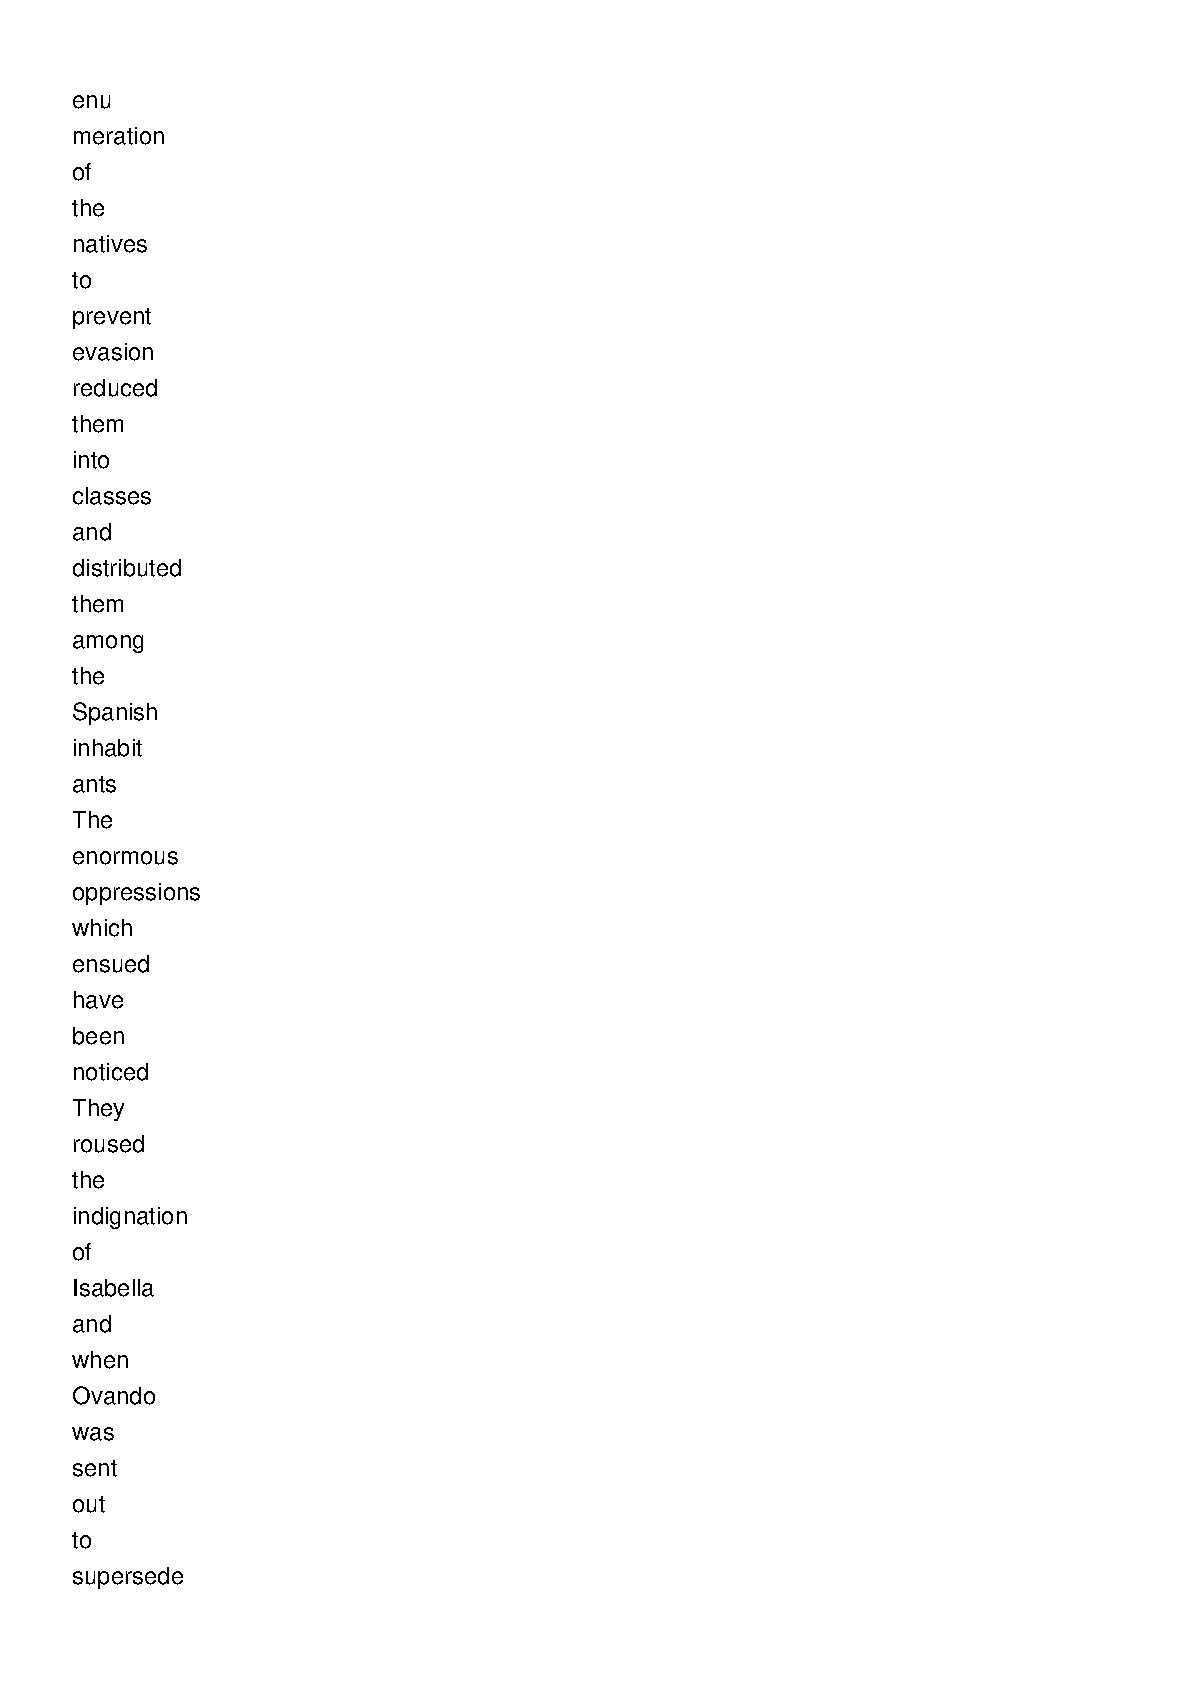 enu
meration
of
the
natives
to
prevent
evasion
reduced
them
into
classes
and
distributed
them
among
the
Spanish
inhabit
ants
The
enormous
oppressions
which
ensued
have
been
noticed
They
roused
the
indignation
of
Isabella
and
when
Ovando
was
sent
out
to
supersede